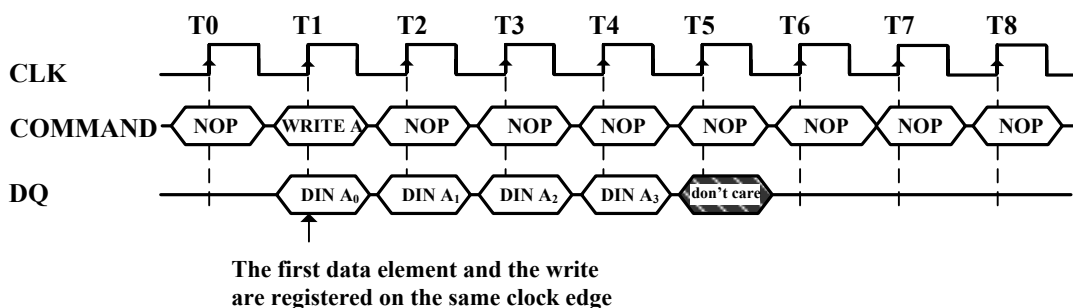 T0 T1 T2 T3 T4 T5 T6 T7 T8
CLK
COMMAND NOP WRITE A NOP NOP NOP NOP NOP NOP NOP
DQ DIN A₀ DIN A₁ DIN A₂ DIN A₃ don't care
The first data element and the write
are registered on the same clock edge